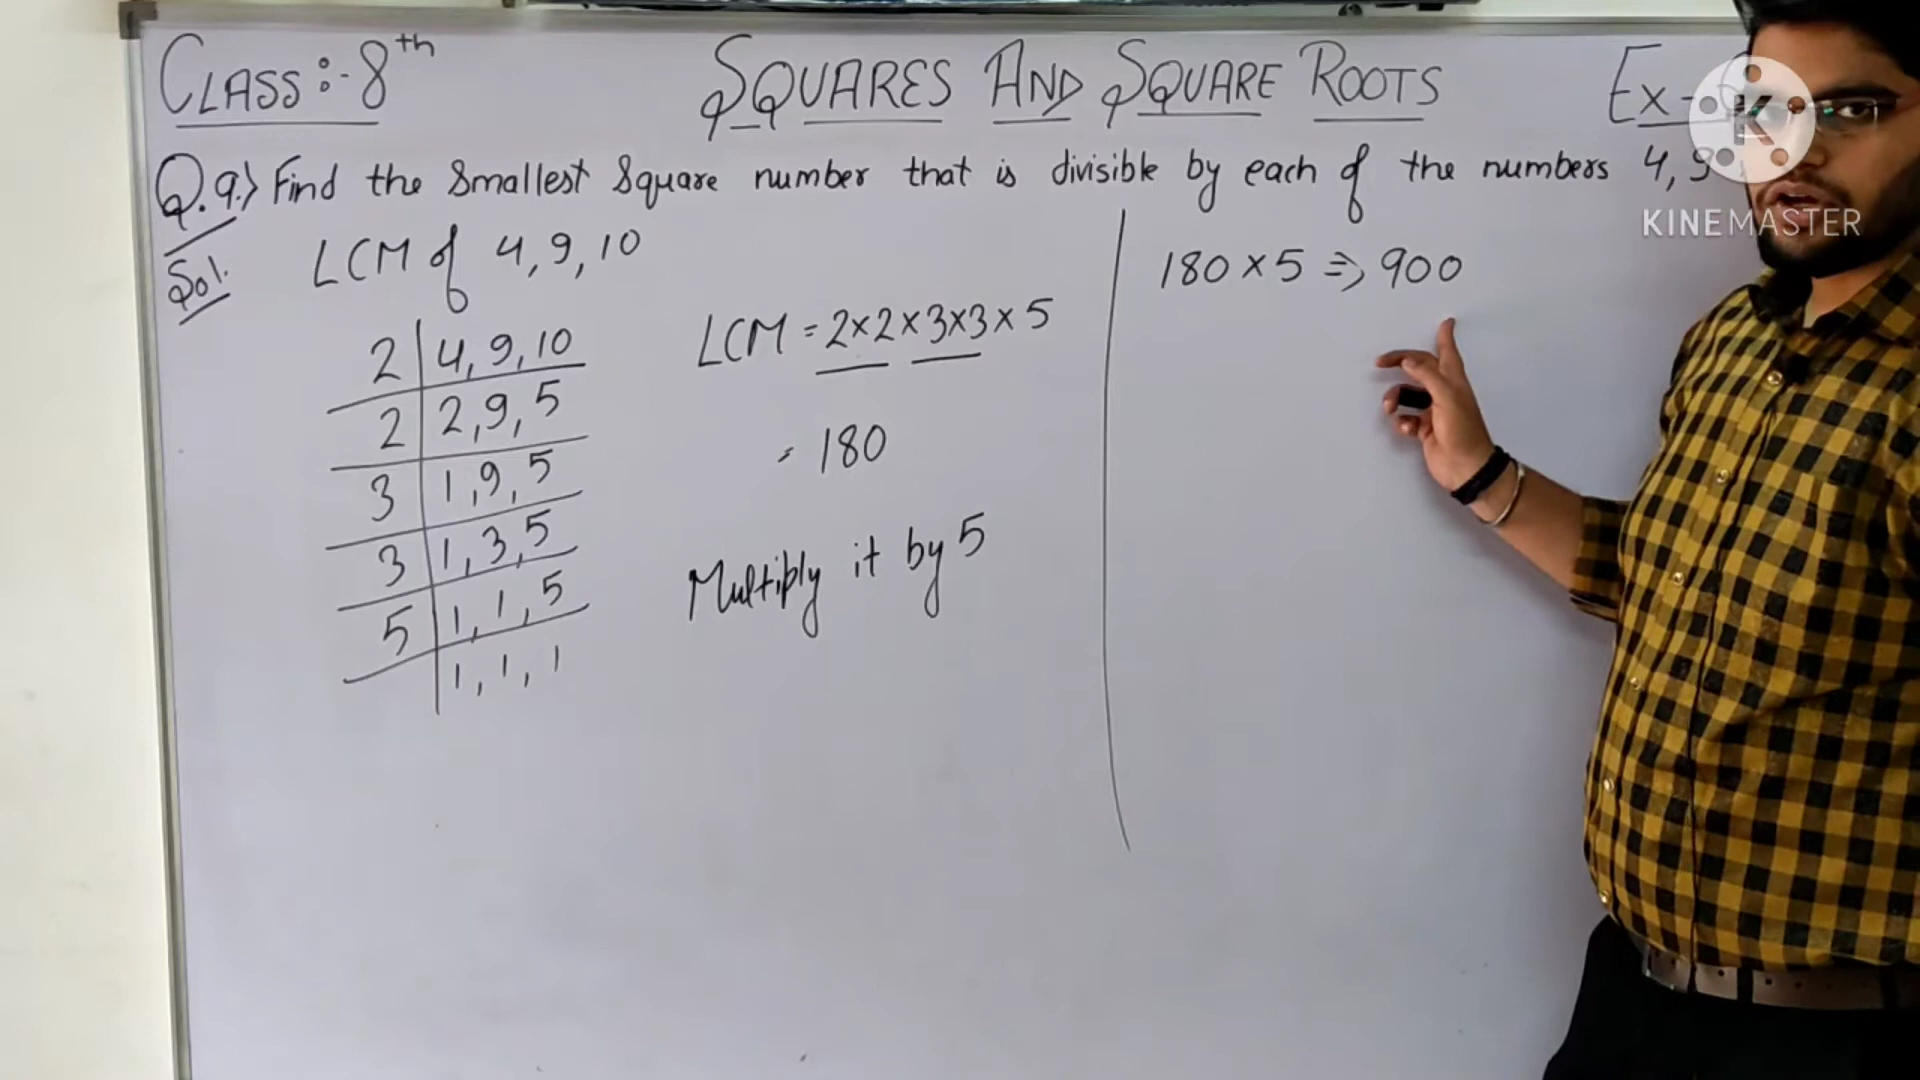 CLASS:-8th
SQUARES AND SQUARE ROOTS
Ex-
Q.9.) Find the Smallest Square number that is divisible by each of the numbers 4, 9
Sol.
LCM of 4, 9, 10
2 | 4, 9, 10
2 | 2, 9, 5
3 | 1, 9, 5
3 | 1, 3, 5
5 | 1, 1, 5
1, 1, 1
LCM = 2×2×3×3×5
= 180
Multiply it by 5
180 × 5 ⇒ 900
K
KINEMASTER